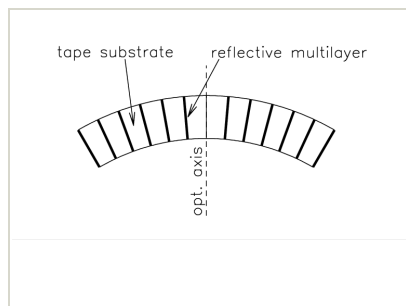 tape substrate
reflective multilayer
opt. axis